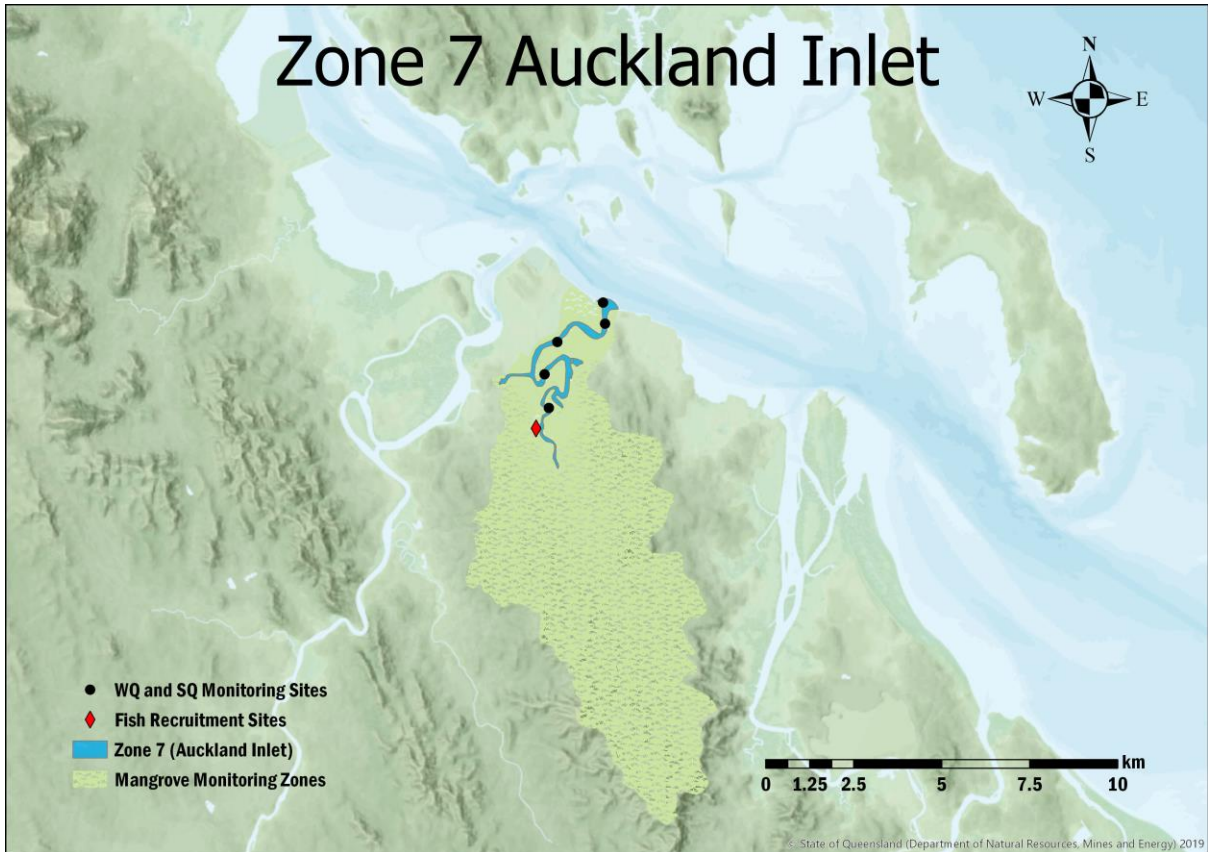 Zone 7 Auckland Inlet
N
W E
S
WQ and SQ Monitoring Sites
Fish Recruitment Sites
Zone 7 (Auckland Inlet)
Mangrove Monitoring Zones
km
0 1.25 2.5 5 7.5 10
© State of Queensland (Department of Natural Resources, Mines and Energy) 2019